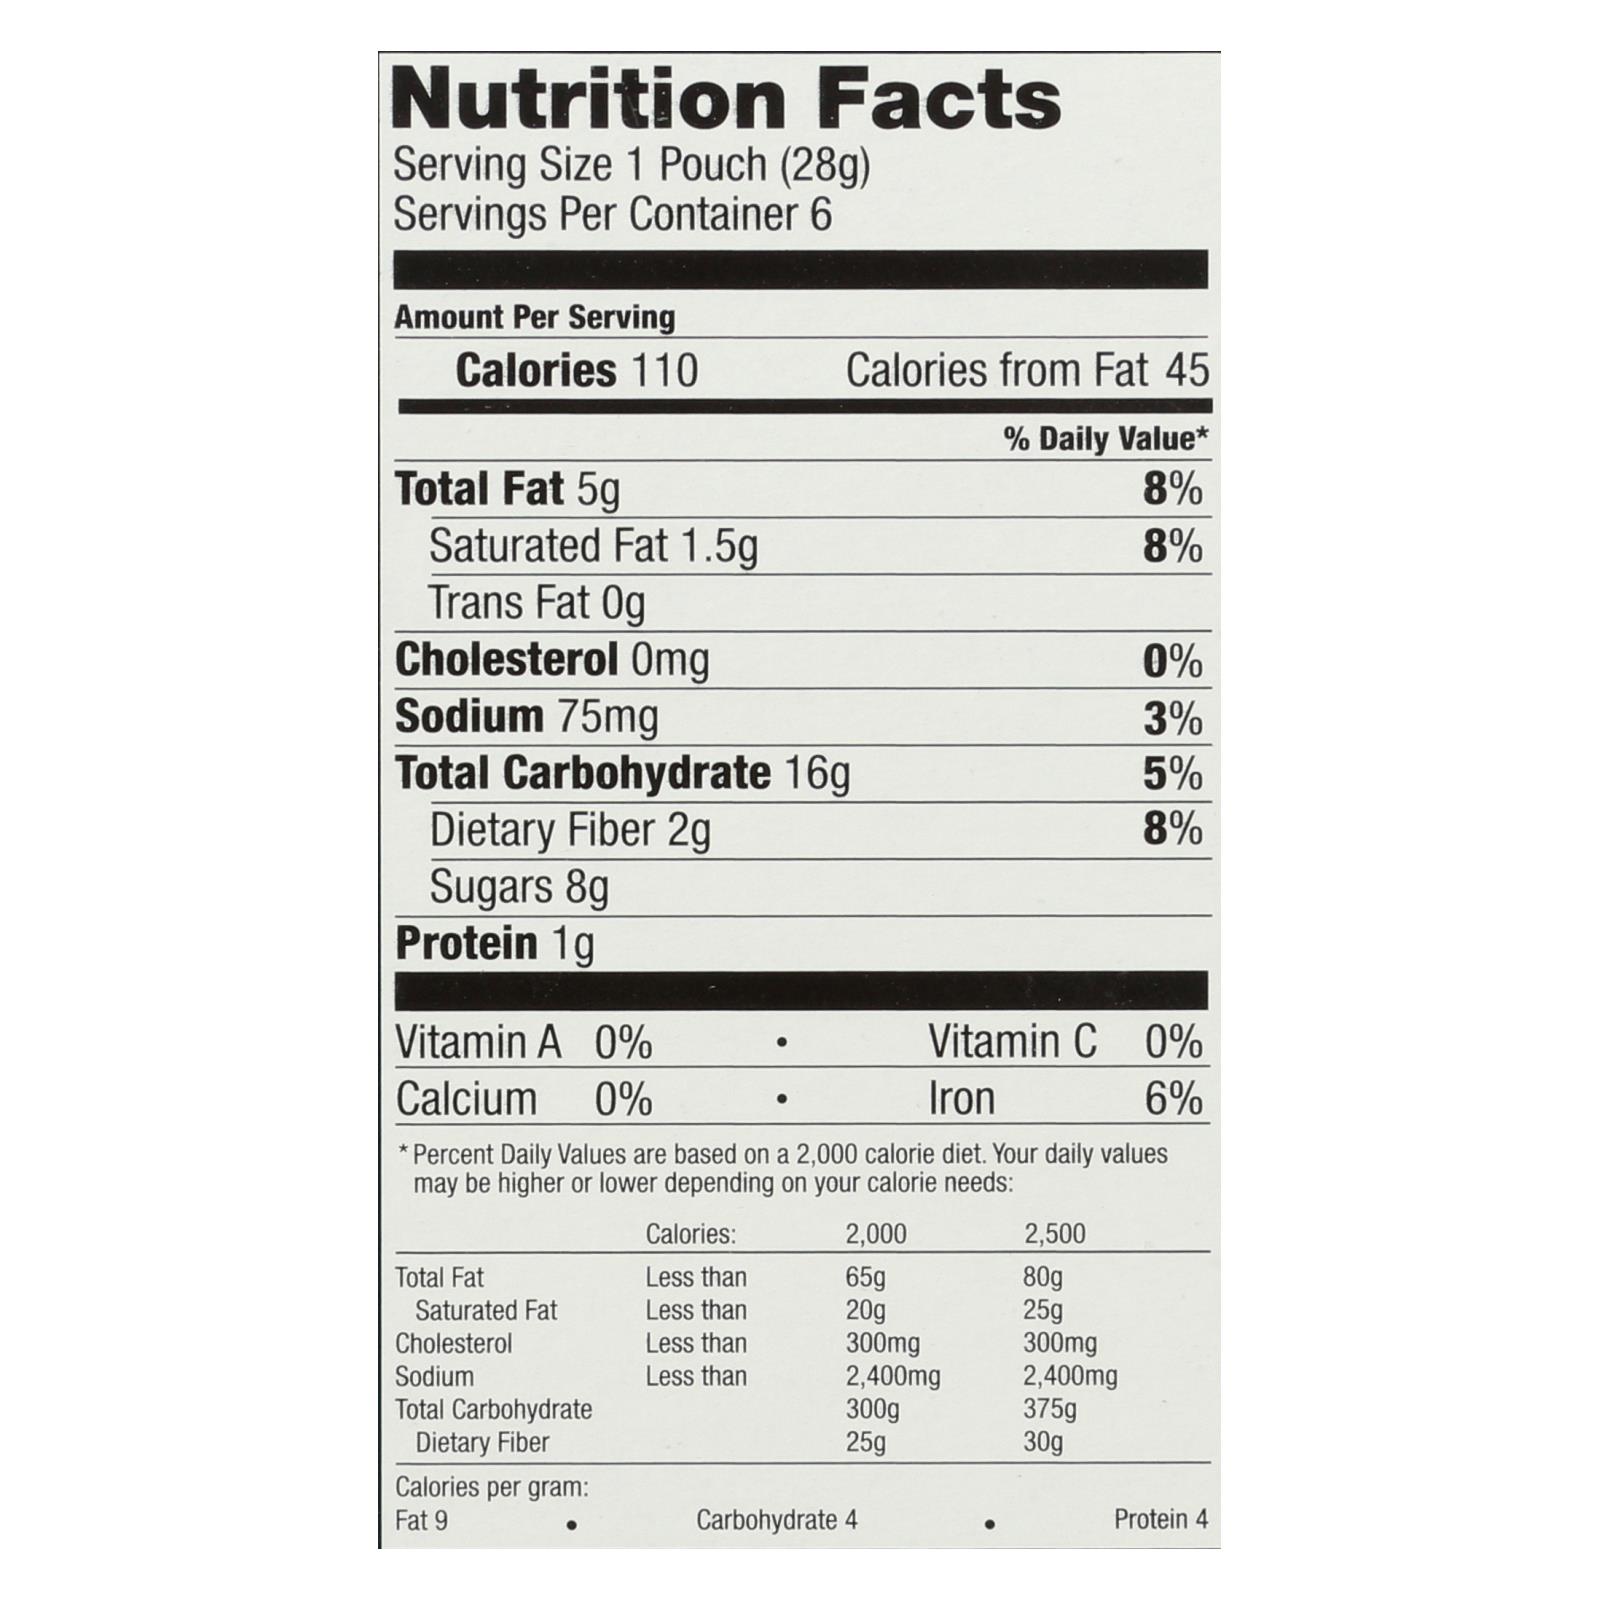 Nutrition Facts
Serving Size 1 Pouch (28g)
Servings Per Container 6
Amount Per Serving
Calories 110 Calories from Fat 45
% Daily Value*
Total Fat 5g 8%
Saturated Fat 1.5g 8%
Trans Fat 0g
Cholesterol 0mg 0%
Sodium 75mg 3%
Total Carbohydrate 16g 5%
Dietary Fiber 2g 8%
Sugars 8g
Protein 1g
Vitamin A 0% • Vitamin C 0%
Calcium 0% • Iron 6%
* Percent Daily Values are based on a 2,000 calorie diet. Your daily values
may be higher or lower depending on your calorie needs:
Calories: 2,000 2,500
Total Fat Less than 65g 80g
Saturated Fat Less than 20g 25g
Cholesterol Less than 300mg 300mg
Sodium Less than 2,400mg 2,400mg
Total Carbohydrate 300g 375g
Dietary Fiber 25g 30g
Calories per gram:
Fat 9 • Carbohydrate 4 • Protein 4